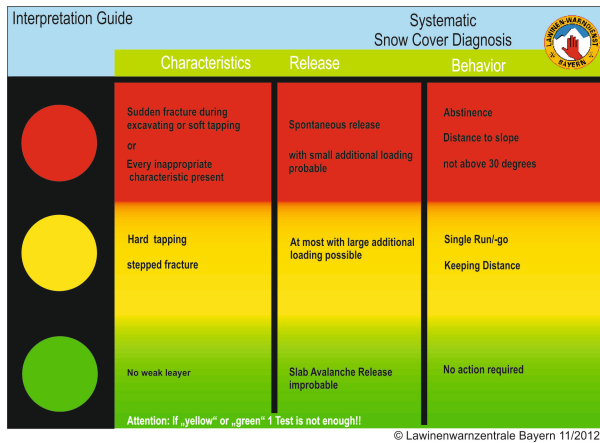 Interpretation Guide
Systematic
Snow Cover Diagnosis
LAWINEN-WARNDIENST
BAYERN
Characteristics
Release
Behavior
Sudden fracture during
excavating or soft tapping
or
Every inappropriate
characteristic present
Spontaneous release
with small additional loading
probable
Abstinence
Distance to slope
not above 30 degrees
Hard tapping
stepped fracture
At most with large additional
loading possible
Single Run/-go
Keeping Distance
No weak leayer
Slab Avalanche Release
improbable
No action required
Attention: If „yellow“ or „green“ 1 Test is not enough!!
© Lawinenwarnzentrale Bayern 11/2012